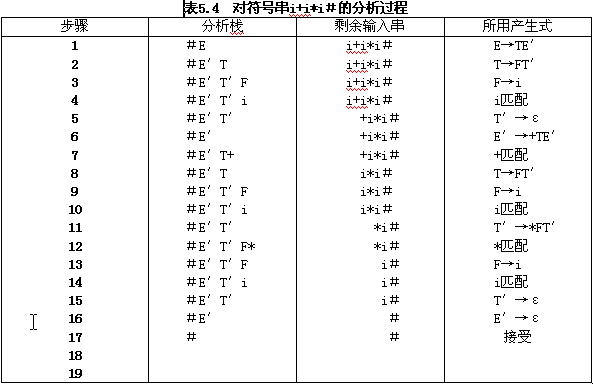 表5.4 对符号串i+i*i#的分析过程
步骤 分析栈 剩余输入串 所用产生式
1 #E i+i*i# E→TE′
2 #E′T i+i*i# T→FT′
3 #E′T′F i+i*i# F→i
4 #E′T′i i+i*i# i匹配
5 #E′T′ +i*i# T′→ε
6 #E′ +i*i# E′→+TE′
7 #E′T+ +i*i# +匹配
8 #E′T i*i# T→FT′
9 #E′T′F i*i# F→i
10 #E′T′i i*i# i匹配
11 #E′T′ *i# T′→*FT′
12 #E′T′F* *i# *匹配
13 #E′T′F i# F→i
14 #E′T′i i# i匹配
15 #E′T′ i# T′→ε
16 #E′ # E′→ε
17 # # 接受
18
19